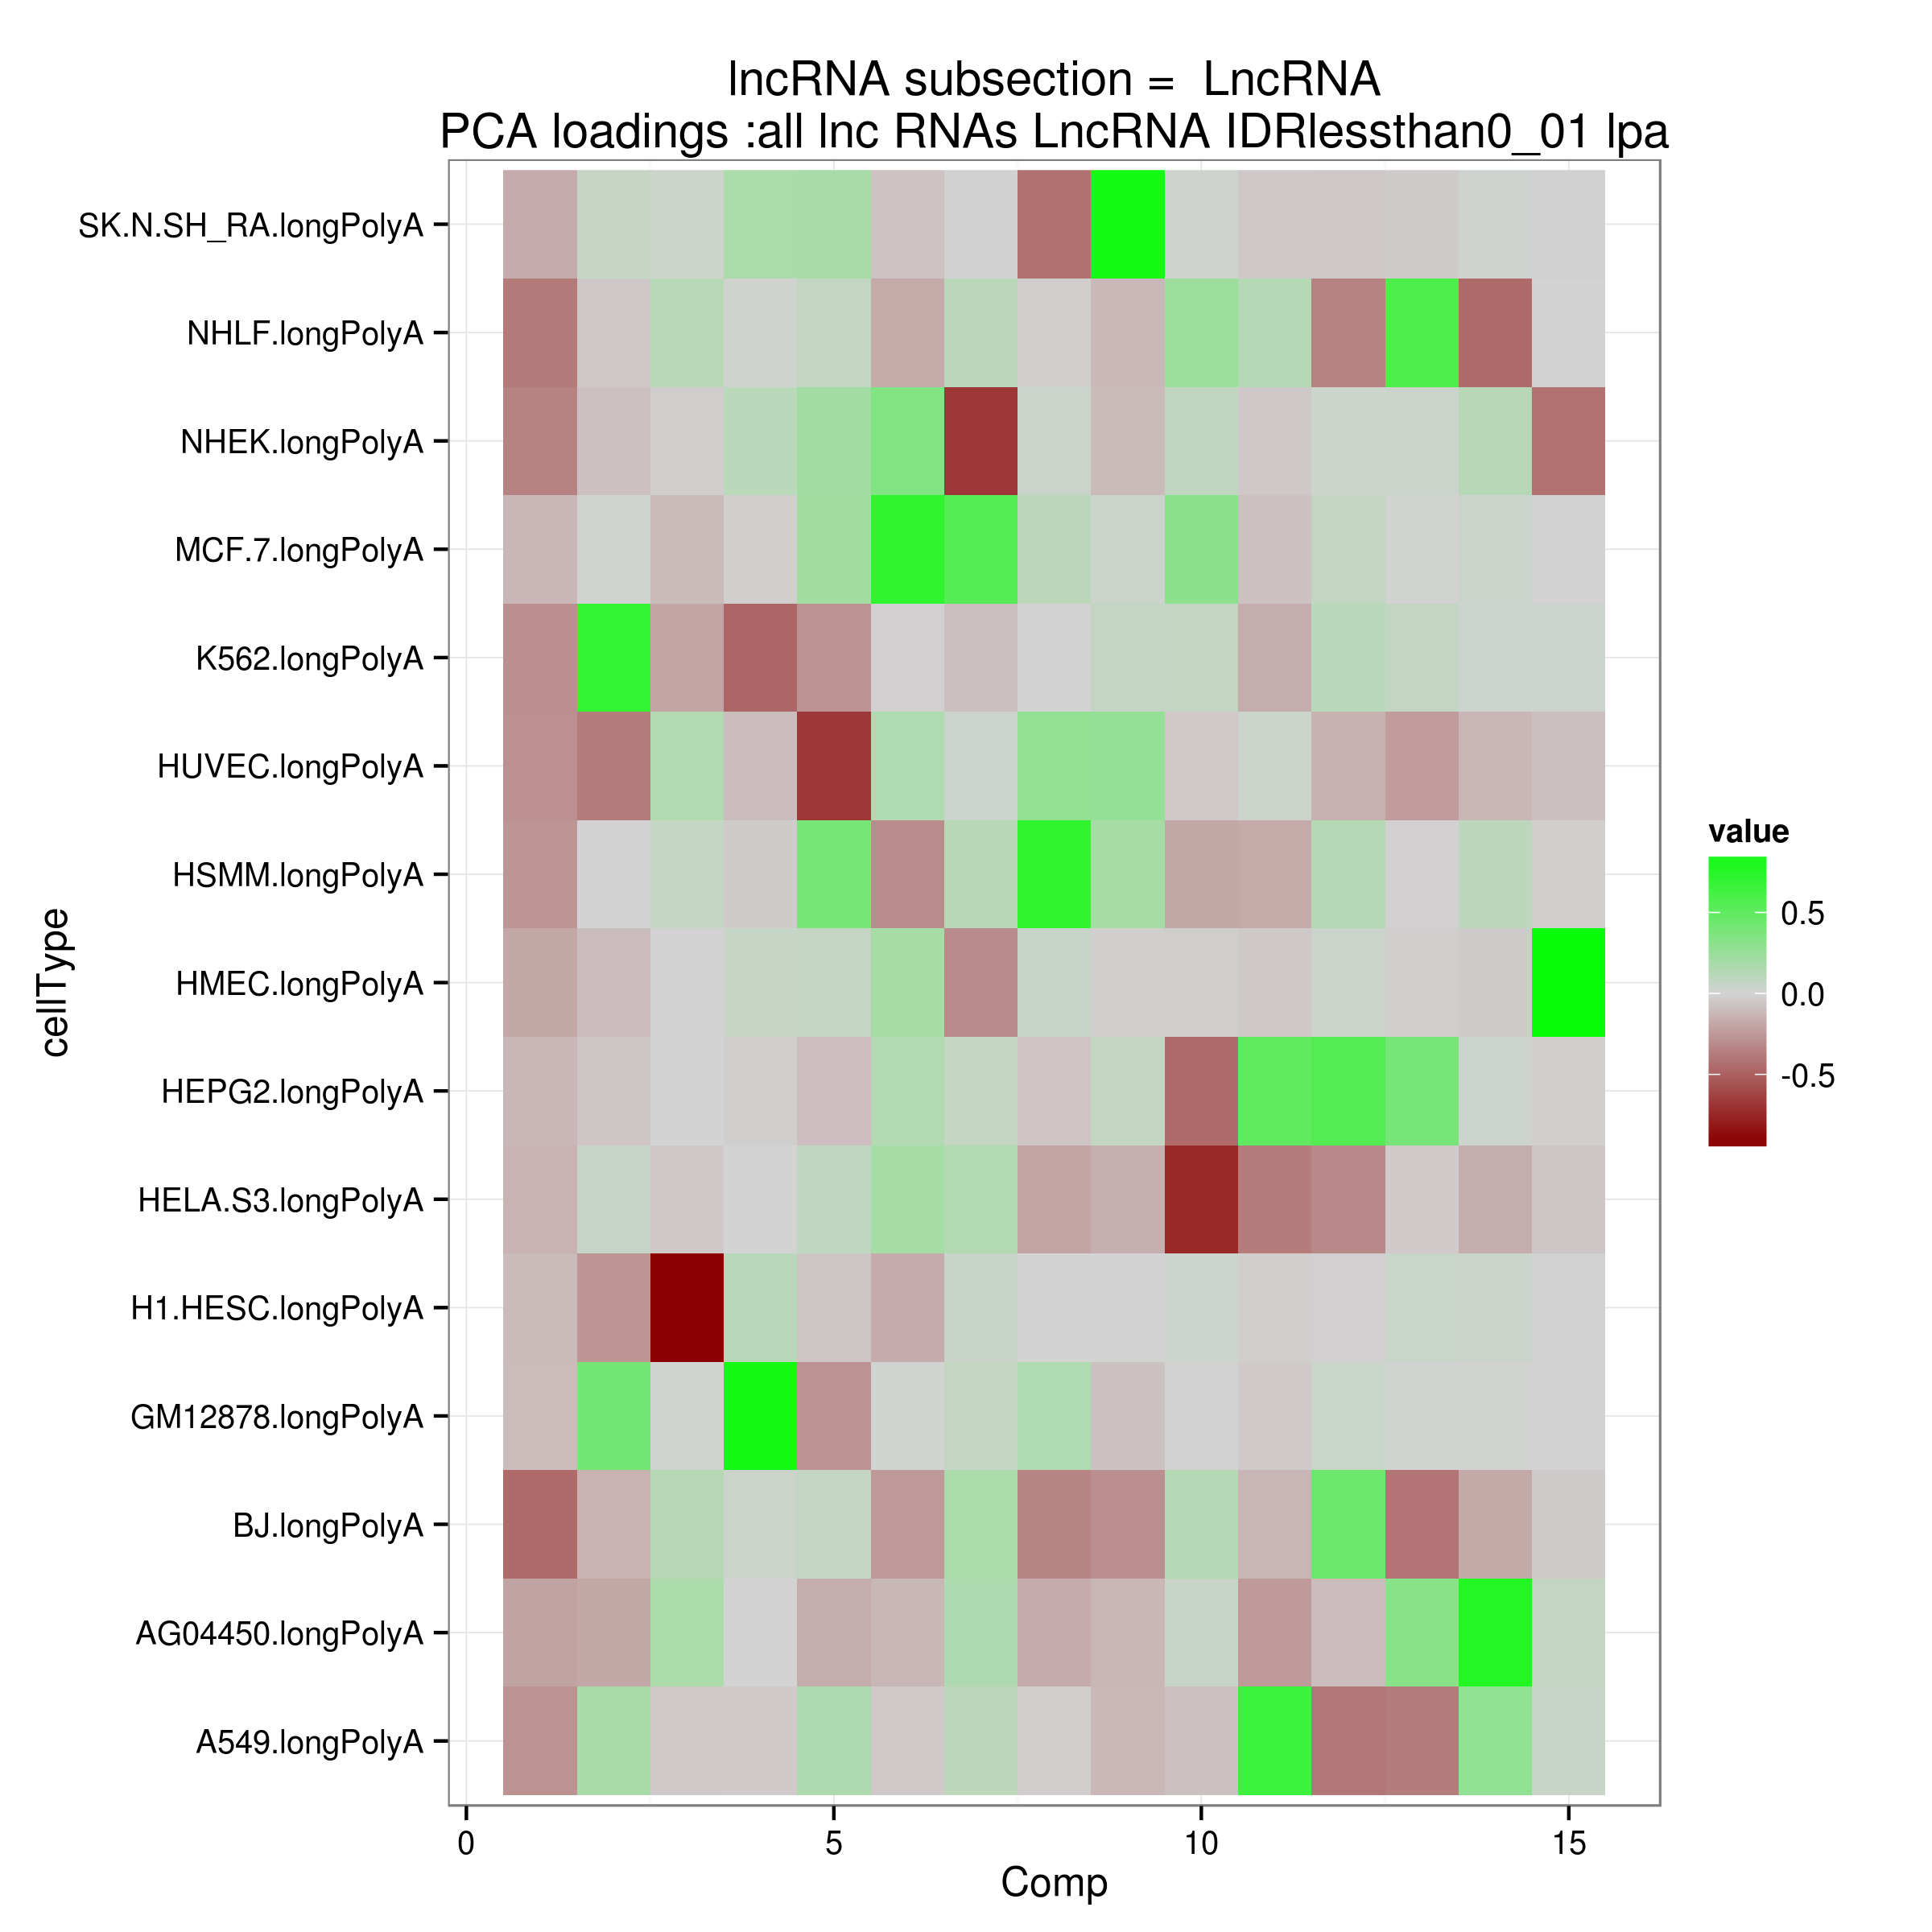 lncRNA subsection =  LncRNA
PCA loadings :all lnc RNAs LncRNA IDRlessthan0_01 lpa
SK.N.SH_RA.longPolyA
NHLF.longPolyA
NHEK.longPolyA
MCF.7.longPolyA
K562.longPolyA
HUVEC.longPolyA
HSMM.longPolyA
HMEC.longPolyA
HEPG2.longPolyA
HELA.S3.longPolyA
H1.HESC.longPolyA
GM12878.longPolyA
BJ.longPolyA
AG04450.longPolyA
A549.longPolyA
cellType
0
5
10
15
Comp
value
0.5
0.0
-0.5